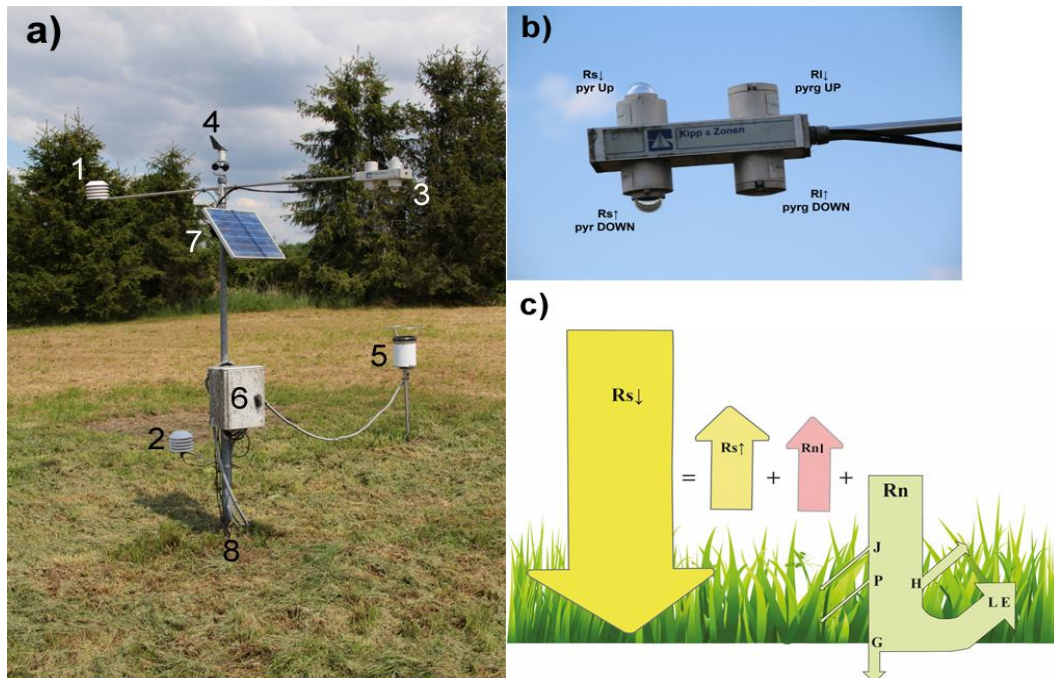 a)
1
2
3
4
5
6
7
8
b)
Rs↓
pyr Up
Rl↓
pyrg UP
Kipp & Zonen
Rs↑
pyr DOWN
Rl↑
pyrg DOWN
c)
Rs↓
=
Rs↑
+
Rnl
+
Rn
J
P
H
L E
G